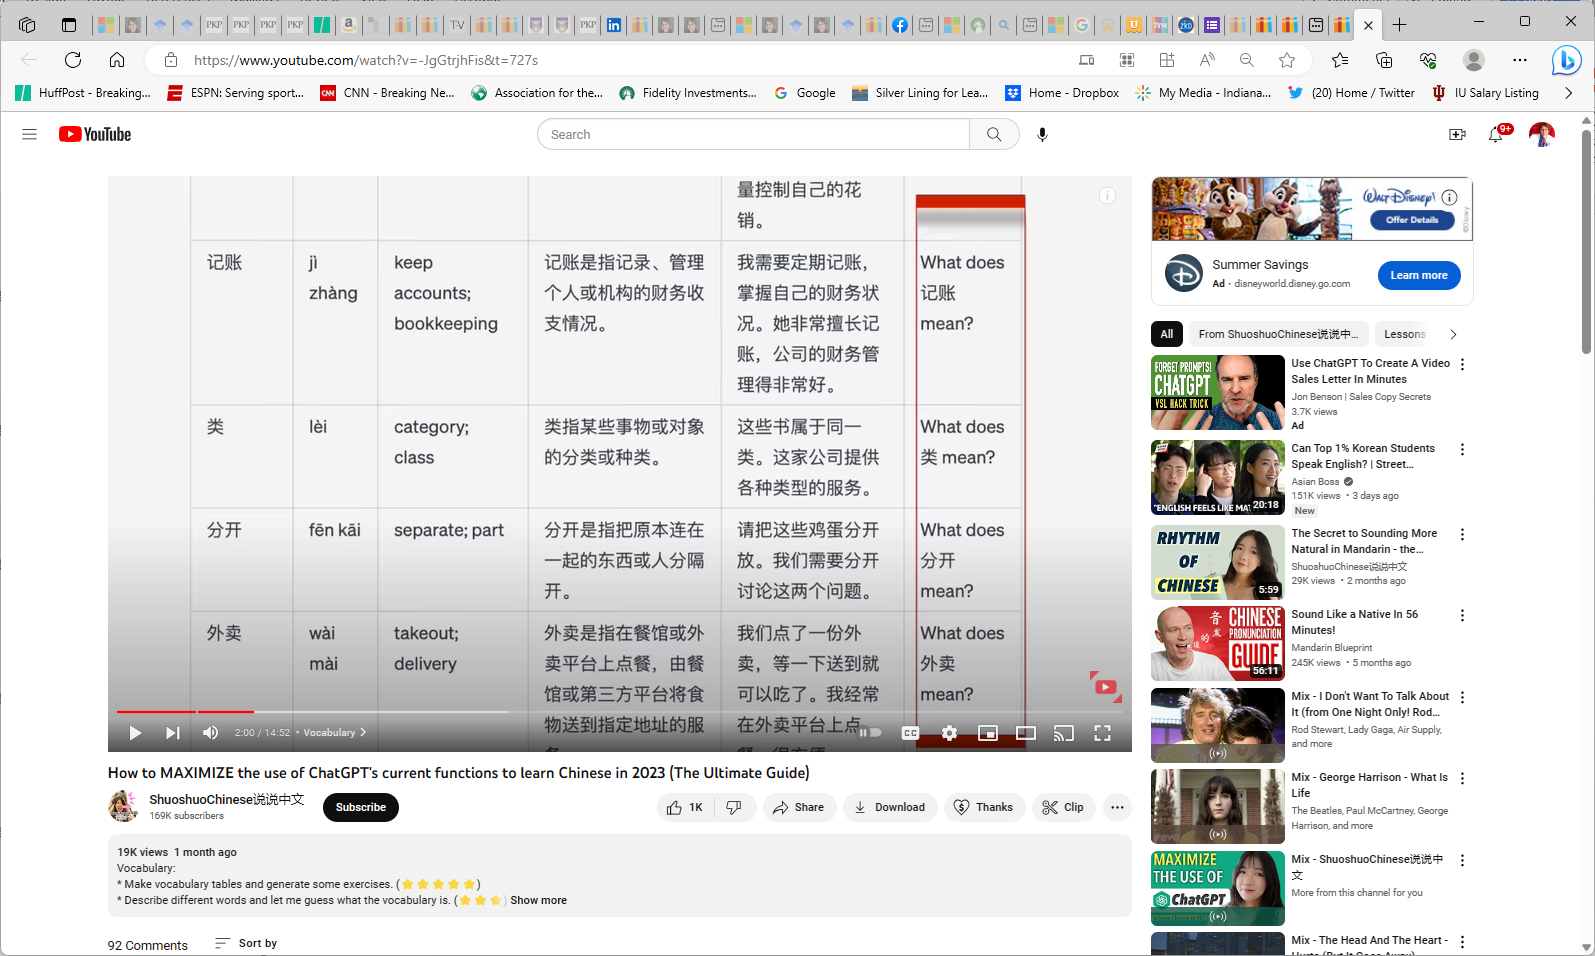 https://www.youtube.com/watch?v=-JgGtrjhFis&t=727s
HuffPost - Breaking...
ESPN: Serving sport...
CNN - Breaking Ne...
Association for the...
Fidelity Investments...
Google
Silver Lining for Lea...
Home - Dropbox
My Media - Indiana...
(20) Home / Twitter
IU Salary Listing
YouTube
Search
9+
量控制自己的花
销。
记账
jì
zhàng
keep
accounts;
bookkeeping
记账是指记录、管理
个人或机构的财务收
支情况。
我需要定期记账，
掌握自己的财务状
况。她非常擅长记
账，公司的财务管
理得非常好。
What does
记账
mean?
类
lèi
category;
class
类指某些事物或对象
的分类或种类。
这些书属于同一
类。这家公司提供
各种类型的服务。
What does
类 mean?
分开
fēn kāi
separate; part
分开是指把原本连在
一起的东西或人分隔
开。
请把这些鸡蛋分开
放。我们需要分开
讨论这两个问题。
What does
分开
mean?
外卖
wài
mài
takeout;
delivery
外卖是指在餐馆或外
卖平台上点餐，由餐
馆或第三方平台将食
物送到指定地址的服
我们点了一份外
卖，等一下送到就
可以吃了。我经常
在外卖平台上点
What does
外卖
mean?
2:00 / 14:52 • Vocabulary
CC
How to MAXIMIZE the use of ChatGPT's current functions to learn Chinese in 2023 (The Ultimate Guide)
ShuoshuoChinese说说中文
169K subscribers
Subscribe
1K
Share
Download
Thanks
Clip
19K views 1 month ago
Vocabulary:
* Make vocabulary tables and generate some exercises. (⭐⭐⭐⭐⭐)
* Describe different words and let me guess what the vocabulary is. (⭐⭐⭐) Show more
92 Comments
Sort by
WALT DISNEY
Offer Details
©Disney
Summer Savings
Ad · disneyworld.disney.go.com
Learn more
All
From ShuoshuoChinese说说中...
Lessons
FORGET PROMPTS!
CHATGPT
VSL HACK TRICK
Use ChatGPT To Create A Video
Sales Letter In Minutes
Jon Benson | Sales Copy Secrets
3.7K views
Ad
"ENGLISH FEELS LIKE MAT
20:18
Can Top 1% Korean Students
Speak English? | Street...
Asian Boss
151K views • 3 days ago
New
RHYTHM
OF
CHINESE
5:59
The Secret to Sounding More
Natural in Mandarin - the...
ShuoshuoChinese说说中文
29K views • 2 months ago
音
的
发
CHINESE
PRONUNCIATION
GUIDE
56:11
Sound Like a Native In 56
Minutes!
Mandarin Blueprint
245K views • 5 months ago
Mix - I Don't Want To Talk About
It (from One Night Only! Rod...
Rod Stewart, Lady Gaga, Air Supply,
and more
Mix - George Harrison - What Is
Life
The Beatles, Paul McCartney, George
Harrison, and more
MAXIMIZE
THE USE OF
ChatGPT
Mix - ShuoshuoChinese说说中
文
More from this channel for you
Mix - The Head And The Heart -